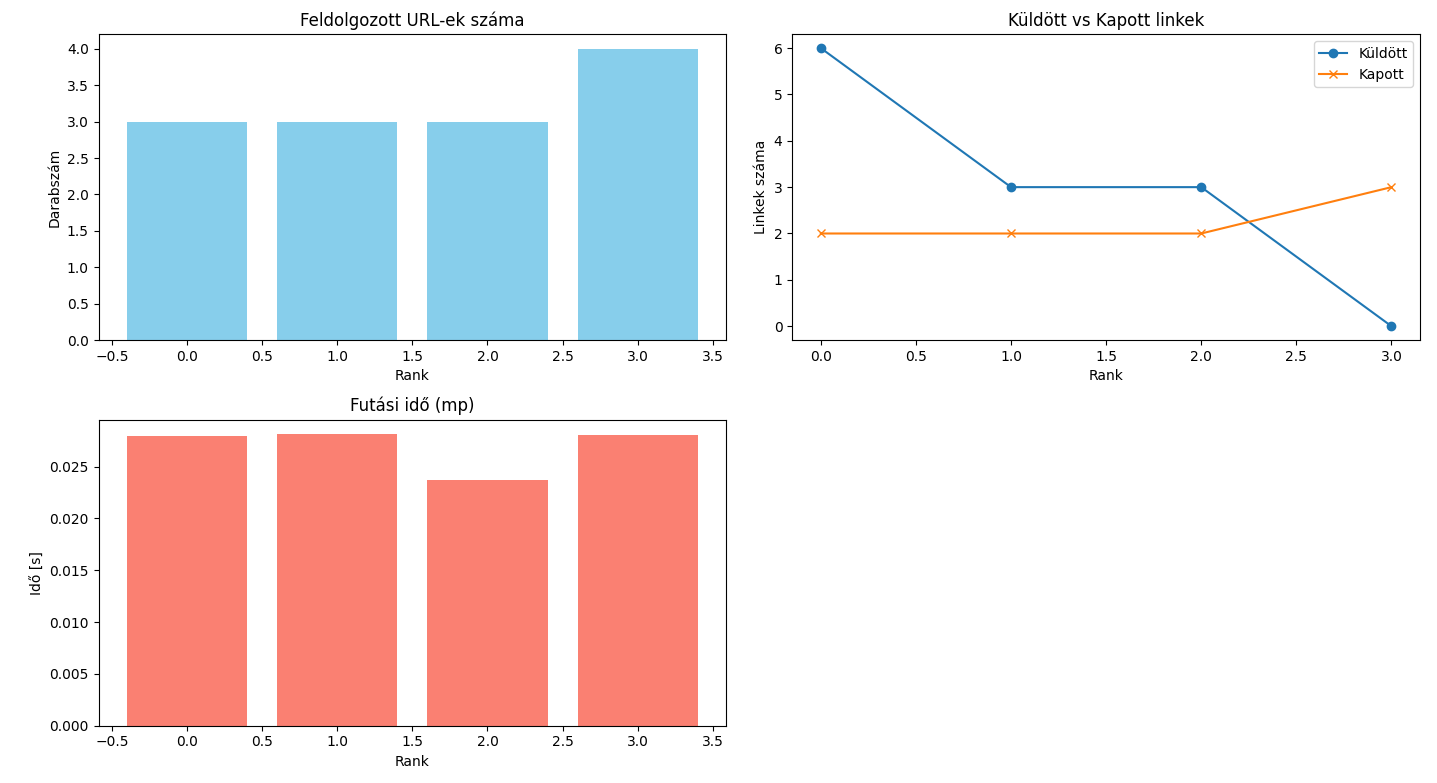 Feldolgozott URL-ek száma
4.0
3.5
3.0
2.5
2.0
1.5
1.0
0.5
0.0
Darabszám
−0.5 0.0 0.5 1.0 1.5 2.0 2.5 3.0 3.5
Rank
Küldött vs Kapott linkek
Küldött
Kapott
6
5
4
3
2
1
0
Linkek száma
0.0 0.5 1.0 1.5 2.0 2.5 3.0
Rank
Futási idő (mp)
0.025
0.020
0.015
0.010
0.005
0.000
Idő [s]
−0.5 0.0 0.5 1.0 1.5 2.0 2.5 3.0 3.5
Rank